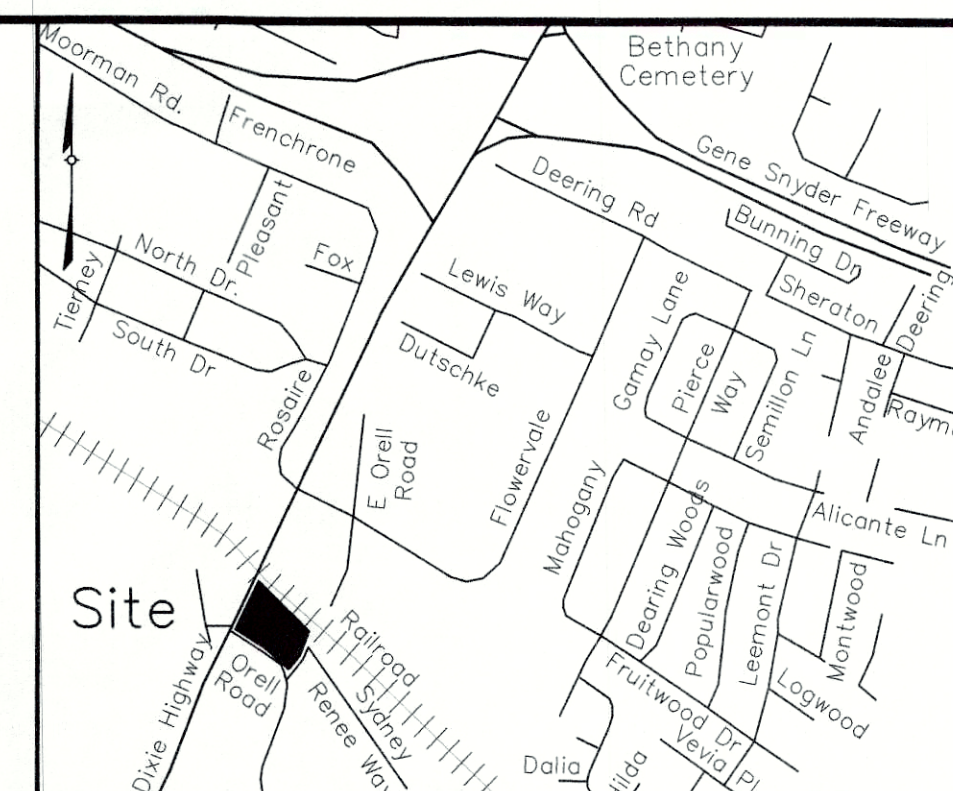 Bethany
Cemetery
Moorman Rd.
Frenchrone
Gene Snyder Freeway
Deering Rd
Bunning Dr
Pleasant
North Dr.
Fox
Tierney
South Dr
Lewis Way
Dutschke
Gamay Lane
Pierce
Way
Semillon Ln
Sheraton
Deering
Andalee
Rosaire
E Orell
Road
Flowervale
Mahogany
Dearing Woods
Popularwood
Leemont Dr
Alicante Ln
Montwood
Logwood
Site
Railroad
Orell
Road
Sydney
Renee Way
Dixie Highway
Fruitwood Dr
Vevia Pl
Dalia